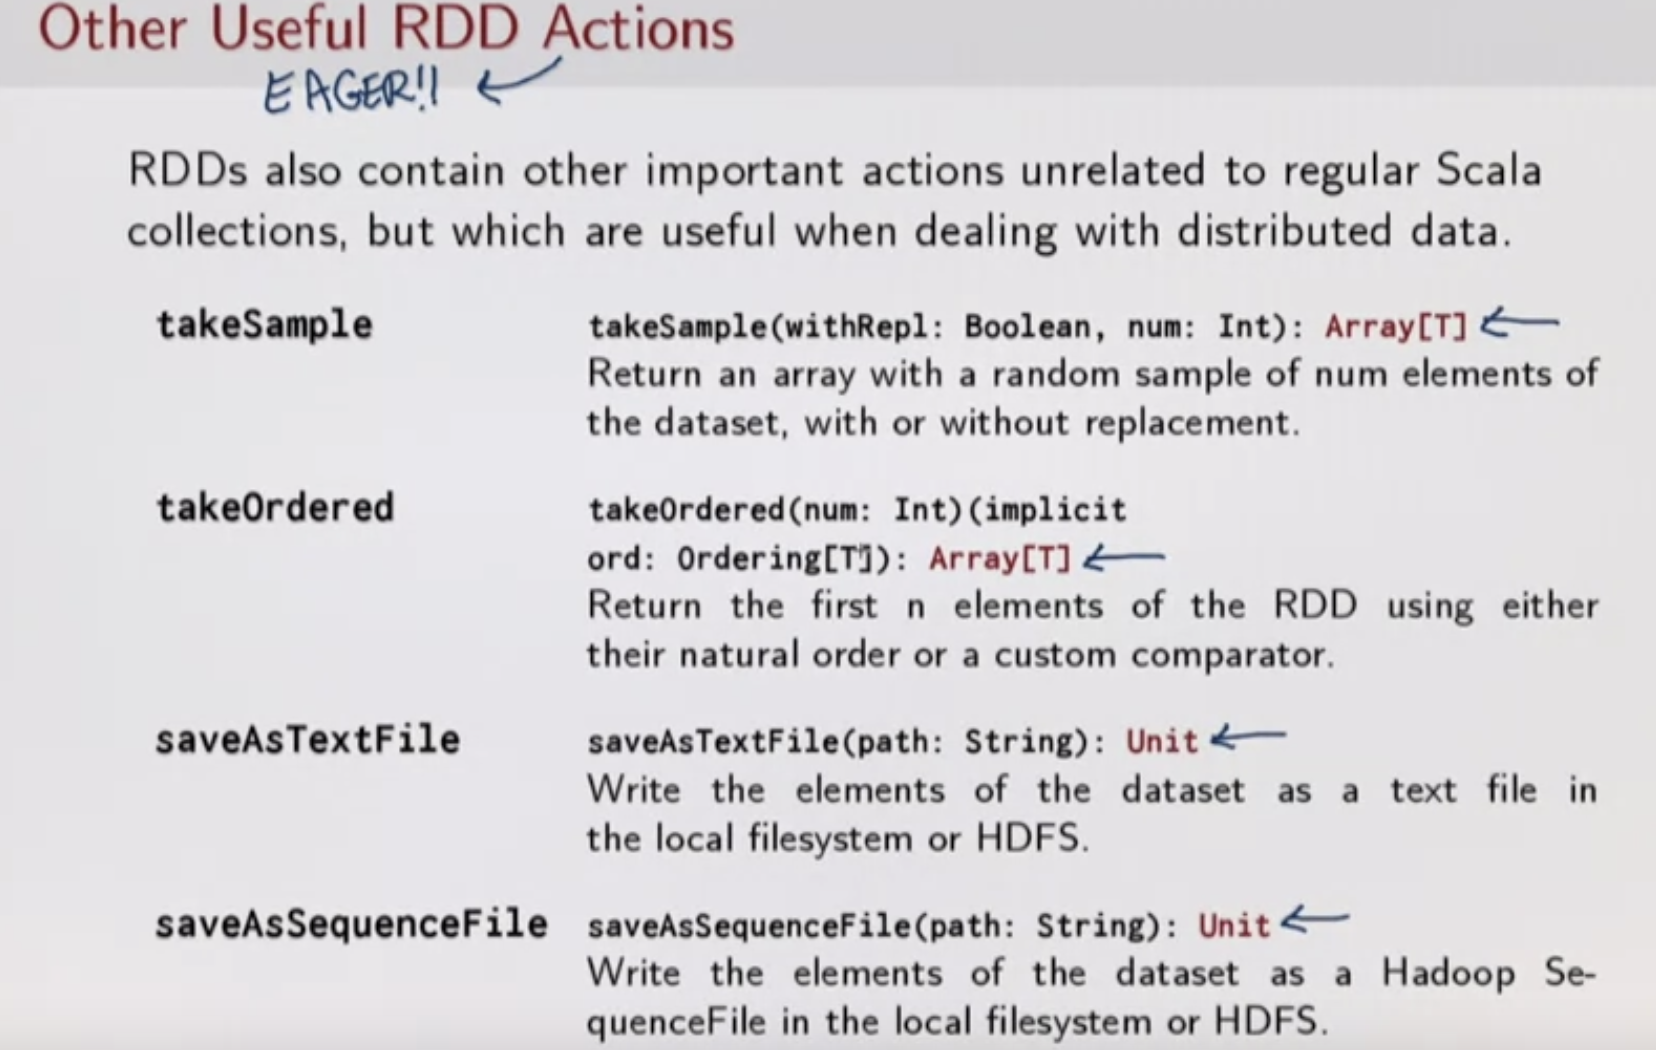 Other Useful RDD Actions
EAGER!!
RDDs also contain other important actions unrelated to regular Scala
collections, but which are useful when dealing with distributed data.
takeSample takeSample(withRepl: Boolean, num: Int): Array[T]
Return an array with a random sample of num elements of
the dataset, with or without replacement.
takeOrdered takeOrdered(num: Int)(implicit
ord: Ordering[T]): Array[T]
Return the first n elements of the RDD using either
their natural order or a custom comparator.
saveAsTextFile saveAsTextFile(path: String): Unit
Write the elements of the dataset as a text file in
the local filesystem or HDFS.
saveAsSequenceFile saveAsSequenceFile(path: String): Unit
Write the elements of the dataset as a Hadoop Se-
quenceFile in the local filesystem or HDFS.